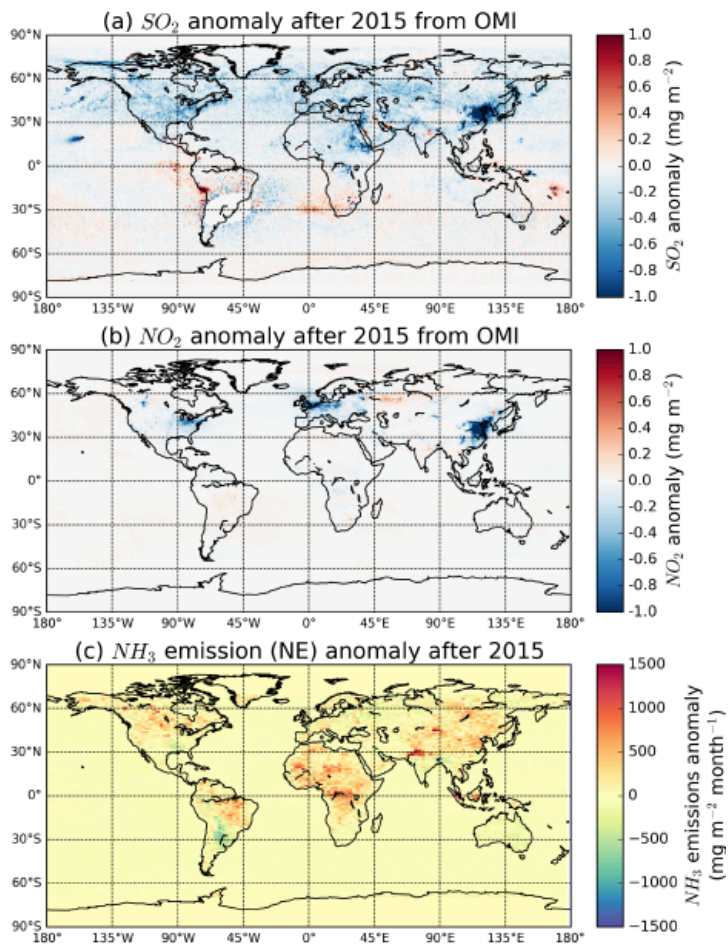 (a) SO₂ anomaly after 2015 from OMI
90°N
60°N
30°N
0°
30°S
60°S
90°S
180° 135°W 90°W 45°W 0° 45°E 90°E 135°E 180°
1.0
0.8
0.6
0.4
0.2
0.0
-0.2
-0.4
-0.6
-0.8
-1.0
SO₂ anomaly (mg m⁻²)
(b) NO₂ anomaly after 2015 from OMI
90°N
60°N
30°N
0°
30°S
60°S
90°S
180° 135°W 90°W 45°W 0° 45°E 90°E 135°E 180°
1.0
0.8
0.6
0.4
0.2
0.0
-0.2
-0.4
-0.6
-0.8
-1.0
NO₂ anomaly (mg m⁻²)
(c) NH₃ emission (NE) anomaly after 2015
90°N
60°N
30°N
0°
30°S
60°S
90°S
180° 135°W 90°W 45°W 0° 45°E 90°E 135°E 180°
1500
1000
500
0
−500
−1000
−1500
NH₃ emissions anomaly
(mg m⁻² month⁻¹)